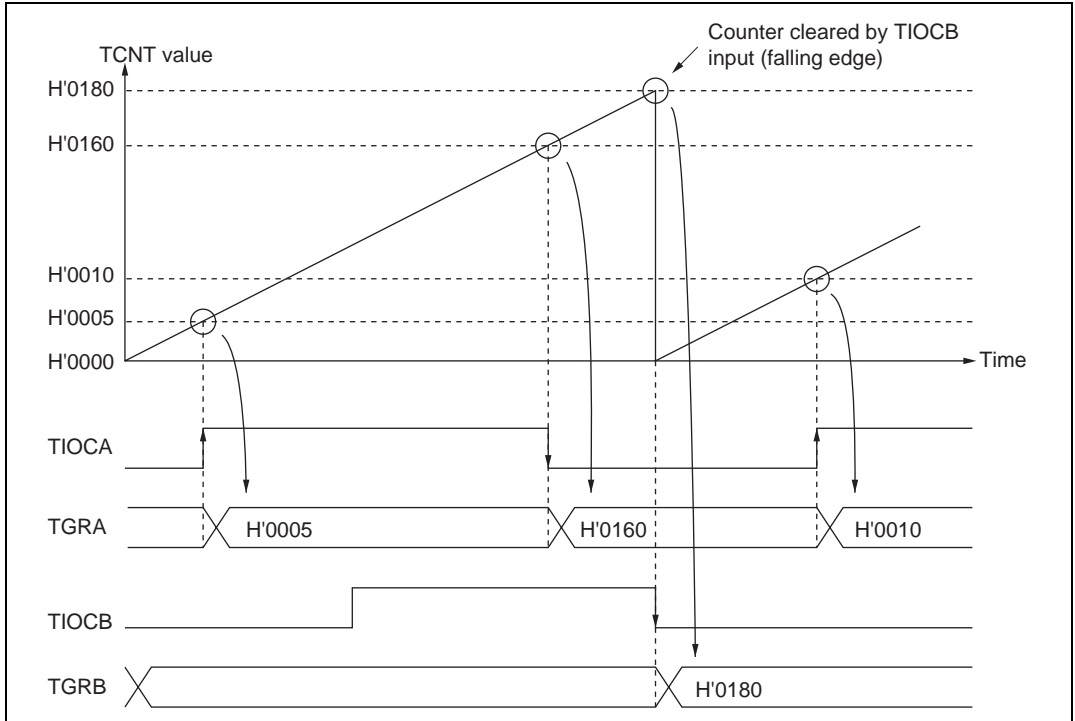 Counter cleared by TIOCB
input (falling edge)
TCNT value
H'0180
H'0160
H'0010
H'0005
H'0000
Time
TIOCA
TGRA
H'0005
H'0160
H'0010
TIOCB
TGRB
H'0180